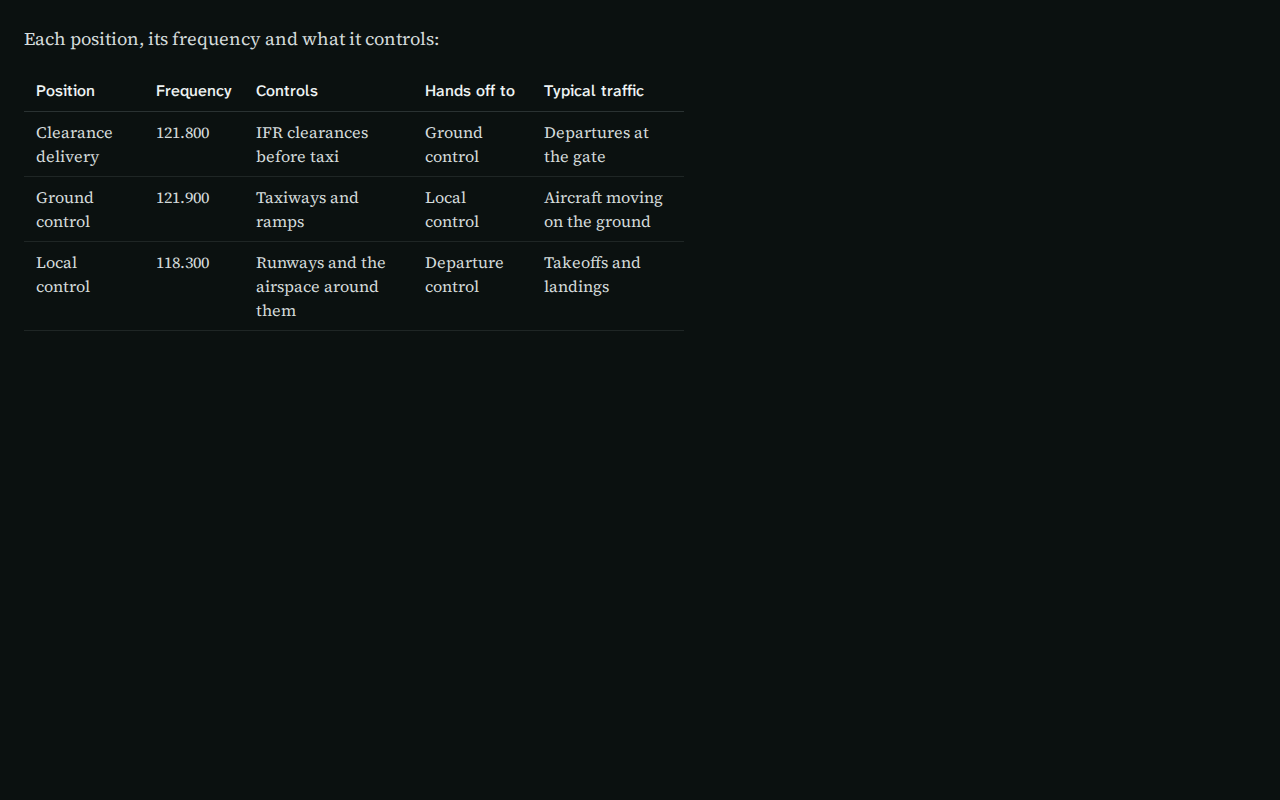 Each position, its frequency and what it controls:
Position Frequency Controls Hands off to Typical traffic
Clearance delivery 121.800 IFR clearances before taxi Ground control Departures at the gate
Ground control 121.900 Taxiways and ramps Local control Aircraft moving on the ground
Local control 118.300 Runways and the airspace around them Departure control Takeoffs and landings